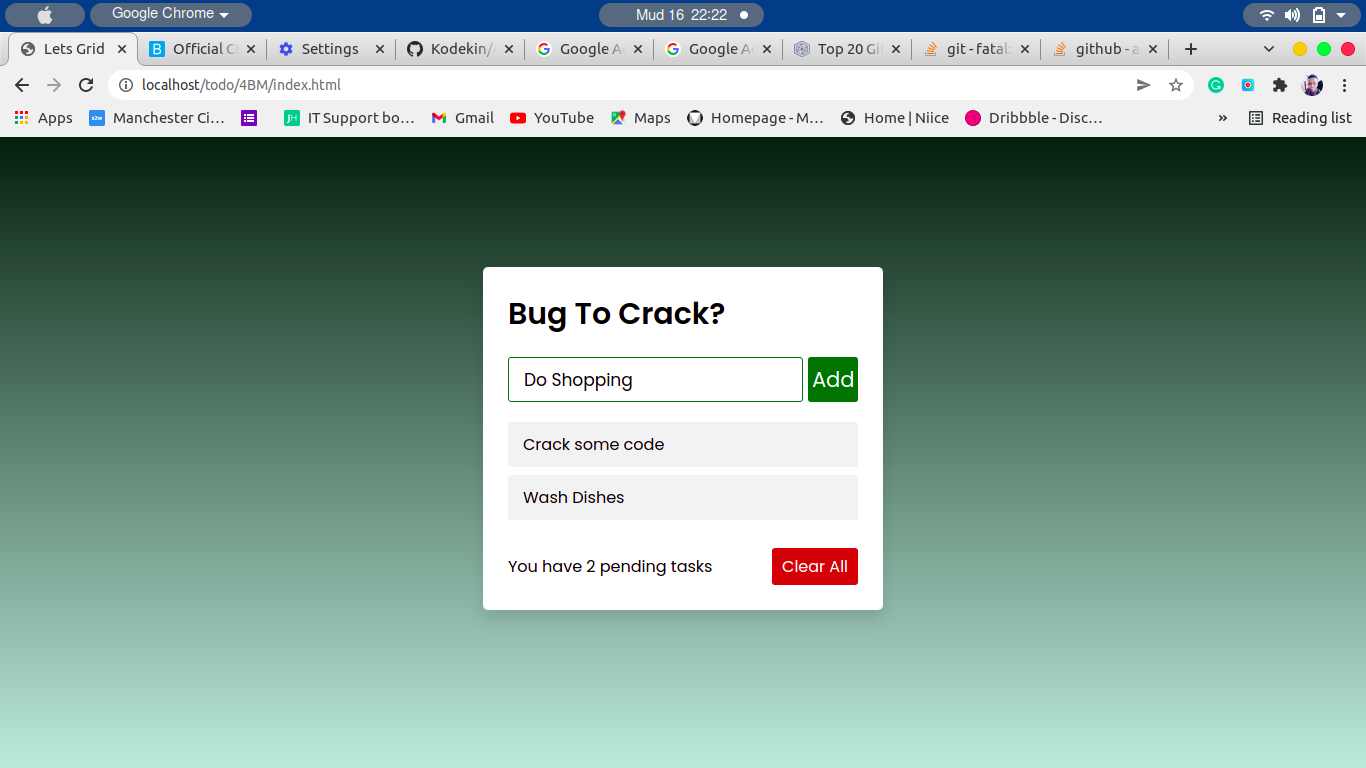 Google Chrome
Mud 16 22:22
Lets Grid
Official C
Settings
Kodekin/
Google A
Google A
Top 20 Gi
git - fatal:
github - a
localhost/todo/4BM/index.html
Apps
s2w
Manchester Ci...
JH
IT Support bo...
Gmail
YouTube
Maps
Homepage - M...
Home | Niice
Dribbble - Disc...
»
Reading list
Bug To Crack?
Do Shopping
Add
Crack some code
Wash Dishes
You have 2 pending tasks
Clear All